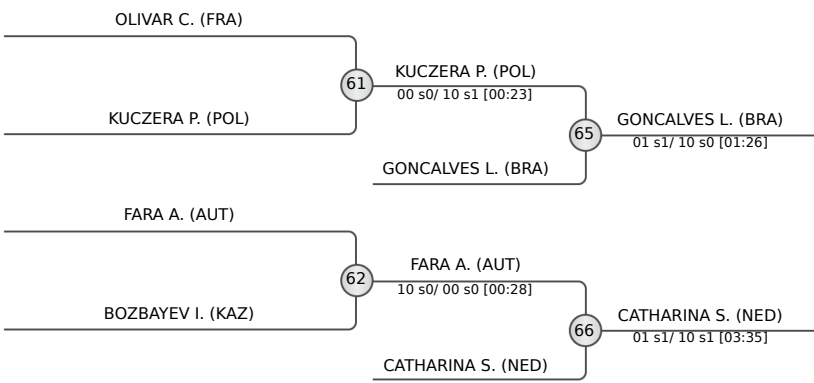 OLIVAR C. (FRA)
61
KUCZERA P. (POL)
00 s0/ 10 s1 [00:23]
KUCZERA P. (POL)
65
GONCALVES L. (BRA)
01 s1/ 10 s0 [01:26]
GONCALVES L. (BRA)
FARA A. (AUT)
62
FARA A. (AUT)
10 s0/ 00 s0 [00:28]
BOZBAYEV I. (KAZ)
66
CATHARINA S. (NED)
01 s1/ 10 s1 [03:35]
CATHARINA S. (NED)